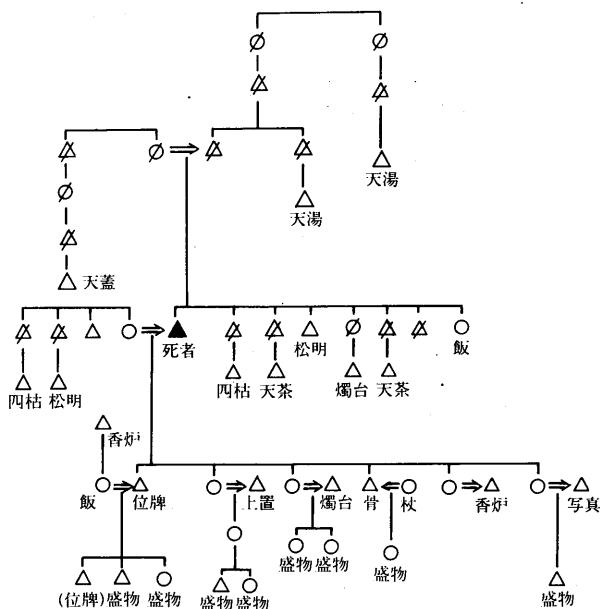 天湯
天湯
天蓋
死者 松明 飯
四枯 松明 四枯 天茶 燭台 天茶
香炉
飯 位牌 上置 燭台 骨 杖 香炉 写真
盛物 盛物 盛物
(位牌) 盛物 盛物 盛物 盛物 盛物